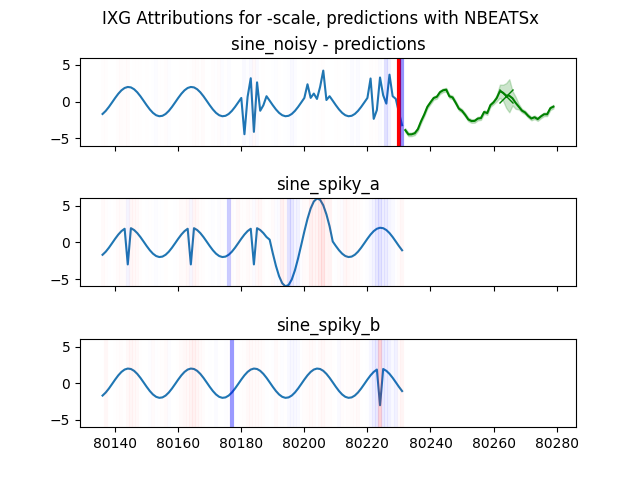 IXG Attributions for -scale, predictions with NBEATSx
sine_noisy - predictions
5
0
−5
sine_spiky_a
5
0
−5
sine_spiky_b
5
0
−5
80140 80160 80180 80200 80220 80240 80260 80280